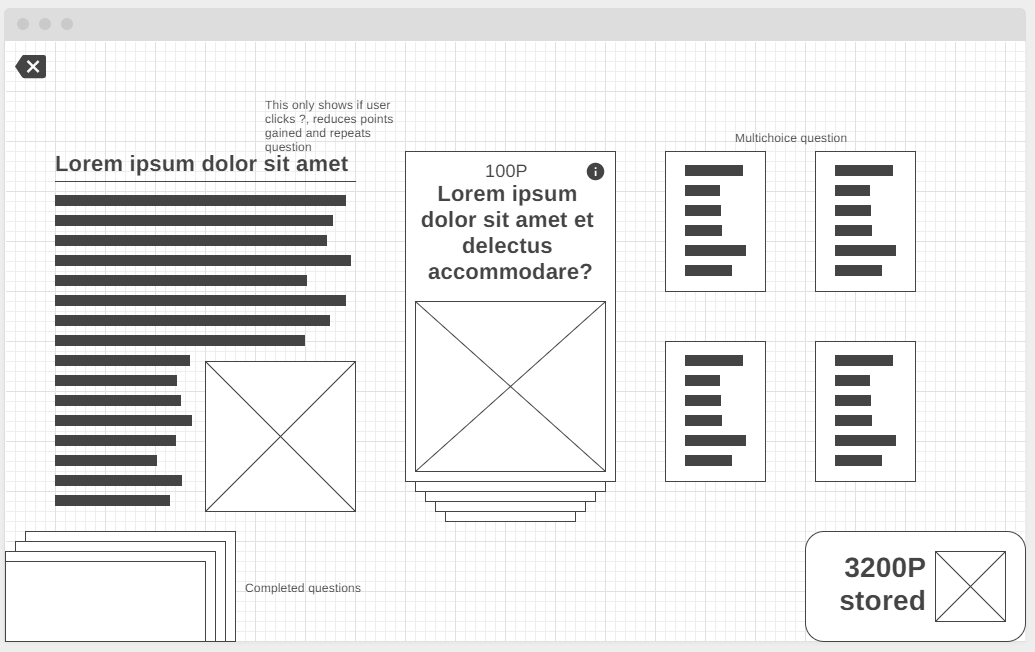 This only shows if user
clicks ?, reduces points
gained and repeats
question
Lorem ipsum dolor sit amet
100P
Lorem ipsum
dolor sit amet et
delectus
accommodare?
Multichoice question
Completed questions
3200P
stored